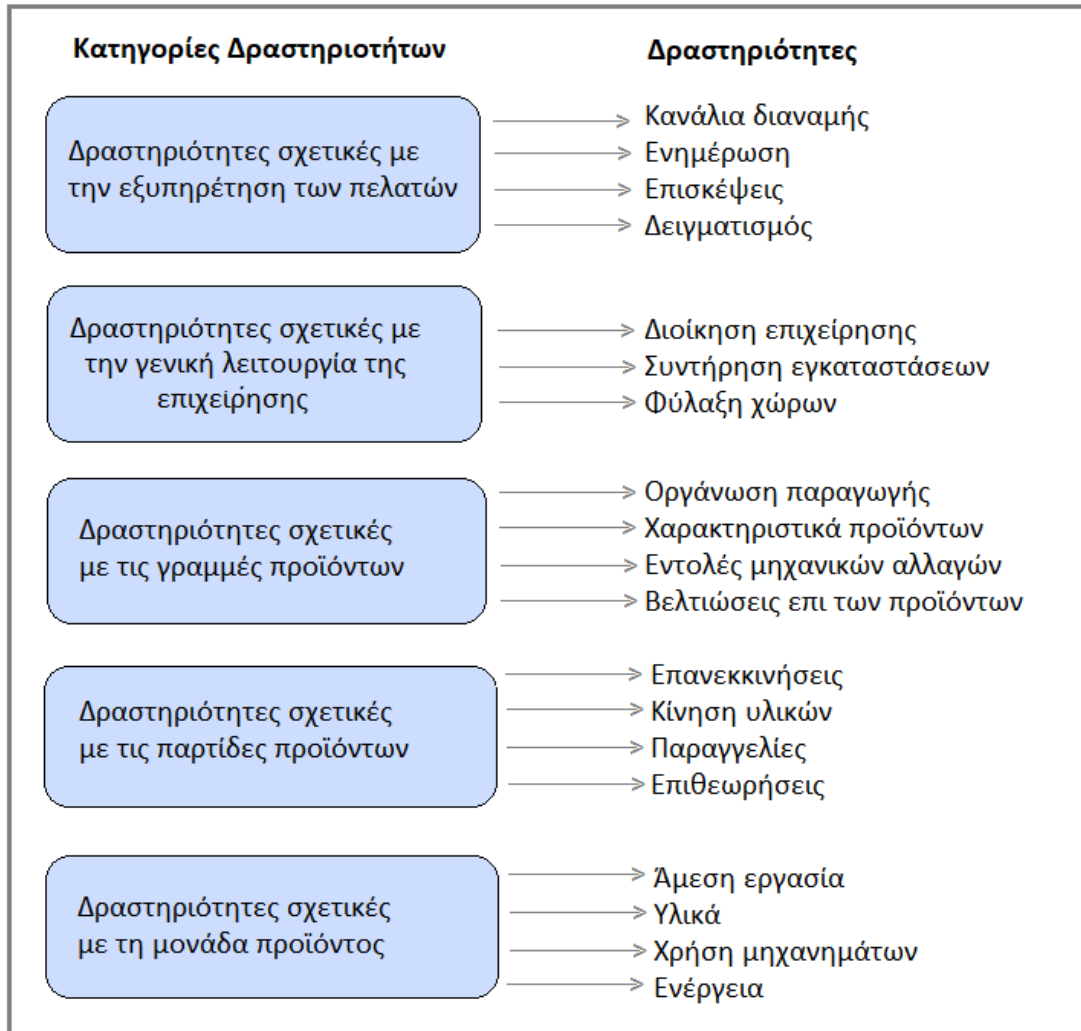 Κατηγορίες Δραστηριοτήτων
Δραστηριότητες
Δραστηριότητες σχετικές με
την εξυπηρέτηση των πελατών
Κανάλια διαναμής
Ενημέρωση
Επισκέψεις
Δειγματισμός
Δραστηριότητες σχετικές με
την γενική λειτουργία της
επιχείρησης
Διοίκηση επιχείρησης
Συντήρηση εγκαταστάσεων
Φύλαξη χώρων
Δραστηριότητες σχετικές
με τις γραμμές προϊόντων
Οργάνωση παραγωγής
Χαρακτηριστικά προϊόντων
Εντολές μηχανικών αλλαγών
Βελτιώσεις επι των προϊόντων
Δραστηριότητες σχετικές
με τις παρτίδες προϊόντων
Επανεκκινήσεις
Κίνηση υλικών
Παραγγελίες
Επιθεωρήσεις
Δραστηριότητες σχετικές
με τη μονάδα προϊόντος
Άμεση εργασία
Υλικά
Χρήση μηχανημάτων
Ενέργεια